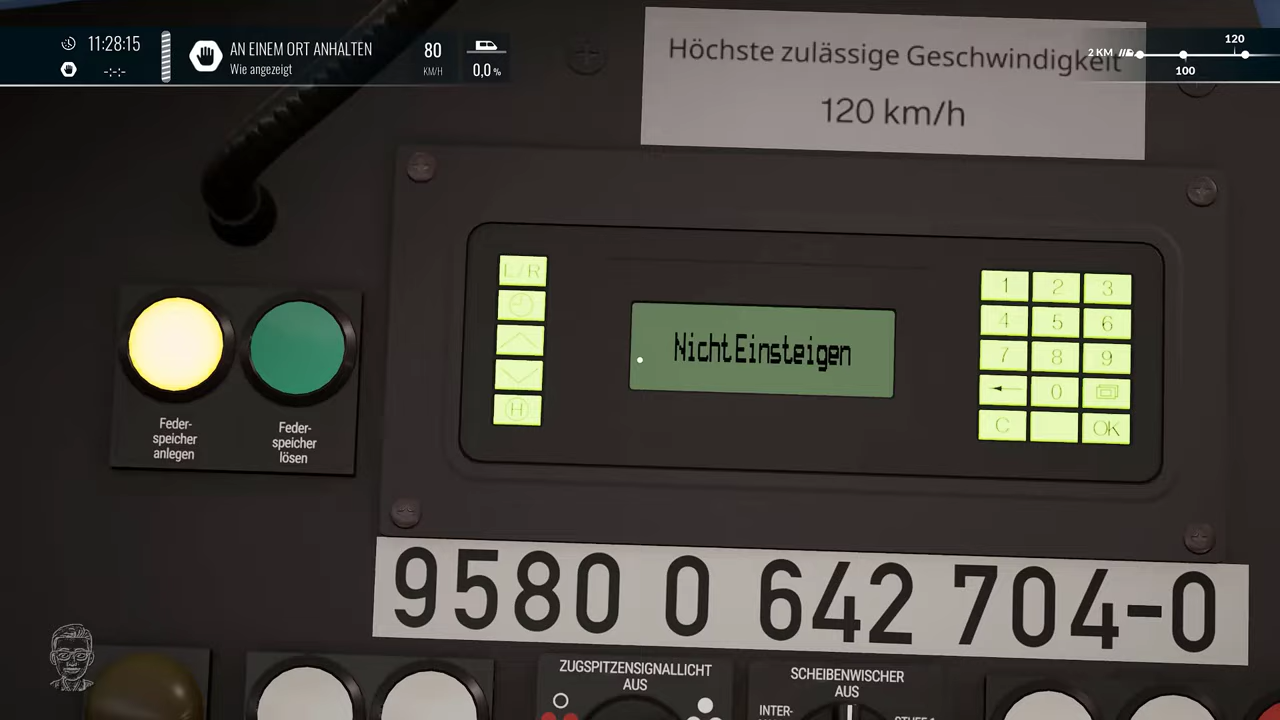 11:28:15
-:-:-
AN EINEM ORT ANHALTEN
Wie angezeigt
80
KM/H
0,0 %
Höchste zulässige Geschwindigkeit
120 km/h
2 KM
120
100
L/R
H
Nicht Einsteigen
1 2 3
4 5 6
7 8 9
0
C OK
Feder-
speicher
anlegen
Feder-
speicher
lösen
9580 0 642 704-0
ZUGSPITZENSIGNALLICHT
AUS
SCHEIBENWISCHER
AUS
INTER-
STUFE 1